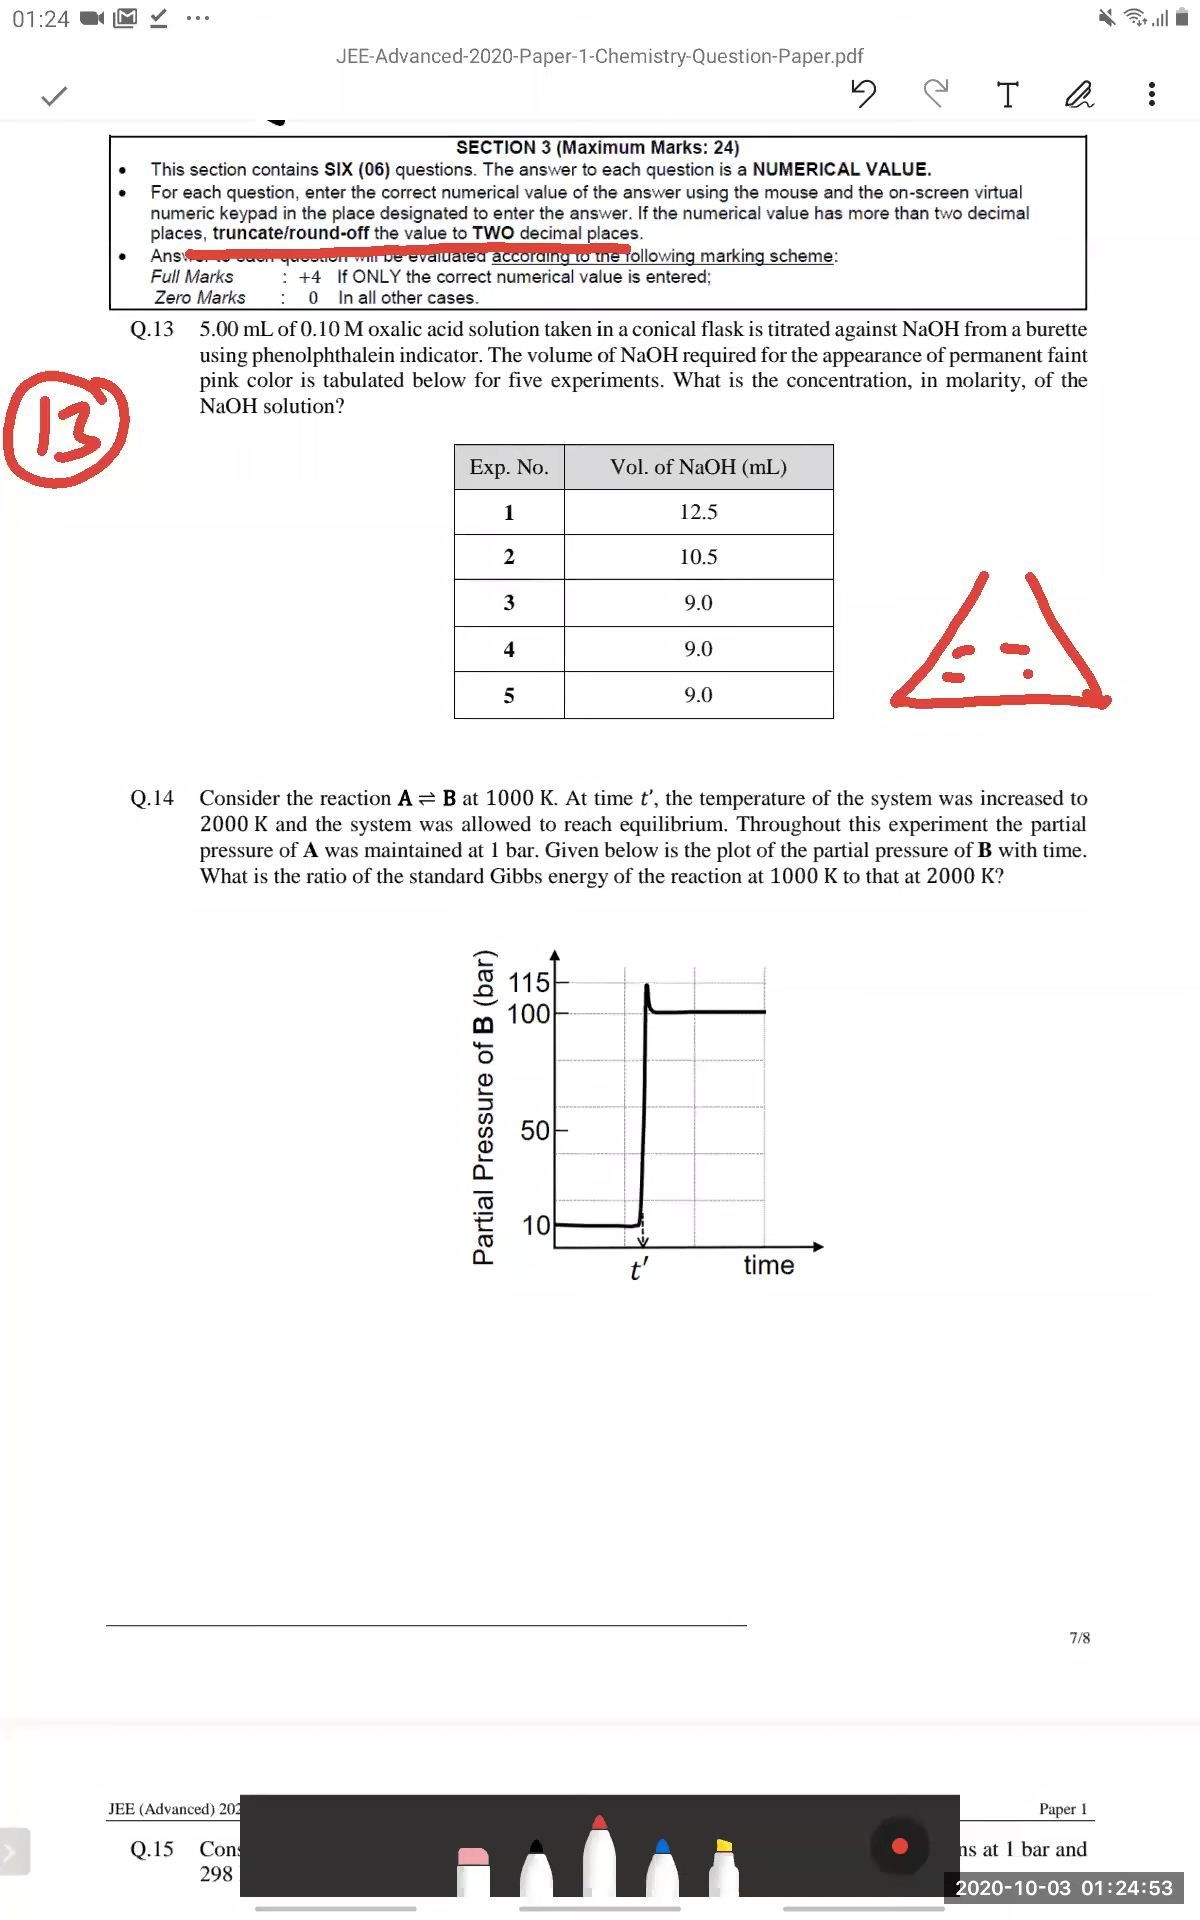 01:24
JEE-Advanced-2020-Paper-1-Chemistry-Question-Paper.pdf
T
SECTION 3 (Maximum Marks: 24)
• This section contains SIX (06) questions. The answer to each question is a NUMERICAL VALUE.
• For each question, enter the correct numerical value of the answer using the mouse and the on-screen virtual
numeric keypad in the place designated to enter the answer. If the numerical value has more than two decimal
places, truncate/round-off the value to TWO decimal places.
• Answer to each question will be evaluated according to the following marking scheme:
Full Marks : +4 If ONLY the correct numerical value is entered;
Zero Marks : 0 In all other cases.
Q.13 5.00 mL of 0.10 M oxalic acid solution taken in a conical flask is titrated against NaOH from a burette
using phenolphthalein indicator. The volume of NaOH required for the appearance of permanent faint
pink color is tabulated below for five experiments. What is the concentration, in molarity, of the
NaOH solution?
13
Exp. No. Vol. of NaOH (mL)
1 12.5
2 10.5
3 9.0
4 9.0
5 9.0
Q.14 Consider the reaction A ⇌ B at 1000 K. At time t′, the temperature of the system was increased to
2000 K and the system was allowed to reach equilibrium. Throughout this experiment the partial
pressure of A was maintained at 1 bar. Given below is the plot of the partial pressure of B with time.
What is the ratio of the standard Gibbs energy of the reaction at 1000 K to that at 2000 K?
Partial Pressure of B (bar)
115
100
50
10
t′ time
7/8
JEE (Advanced) 202 Paper 1
Q.15 Cons ns at 1 bar and
298
2020-10-03 01:24:53